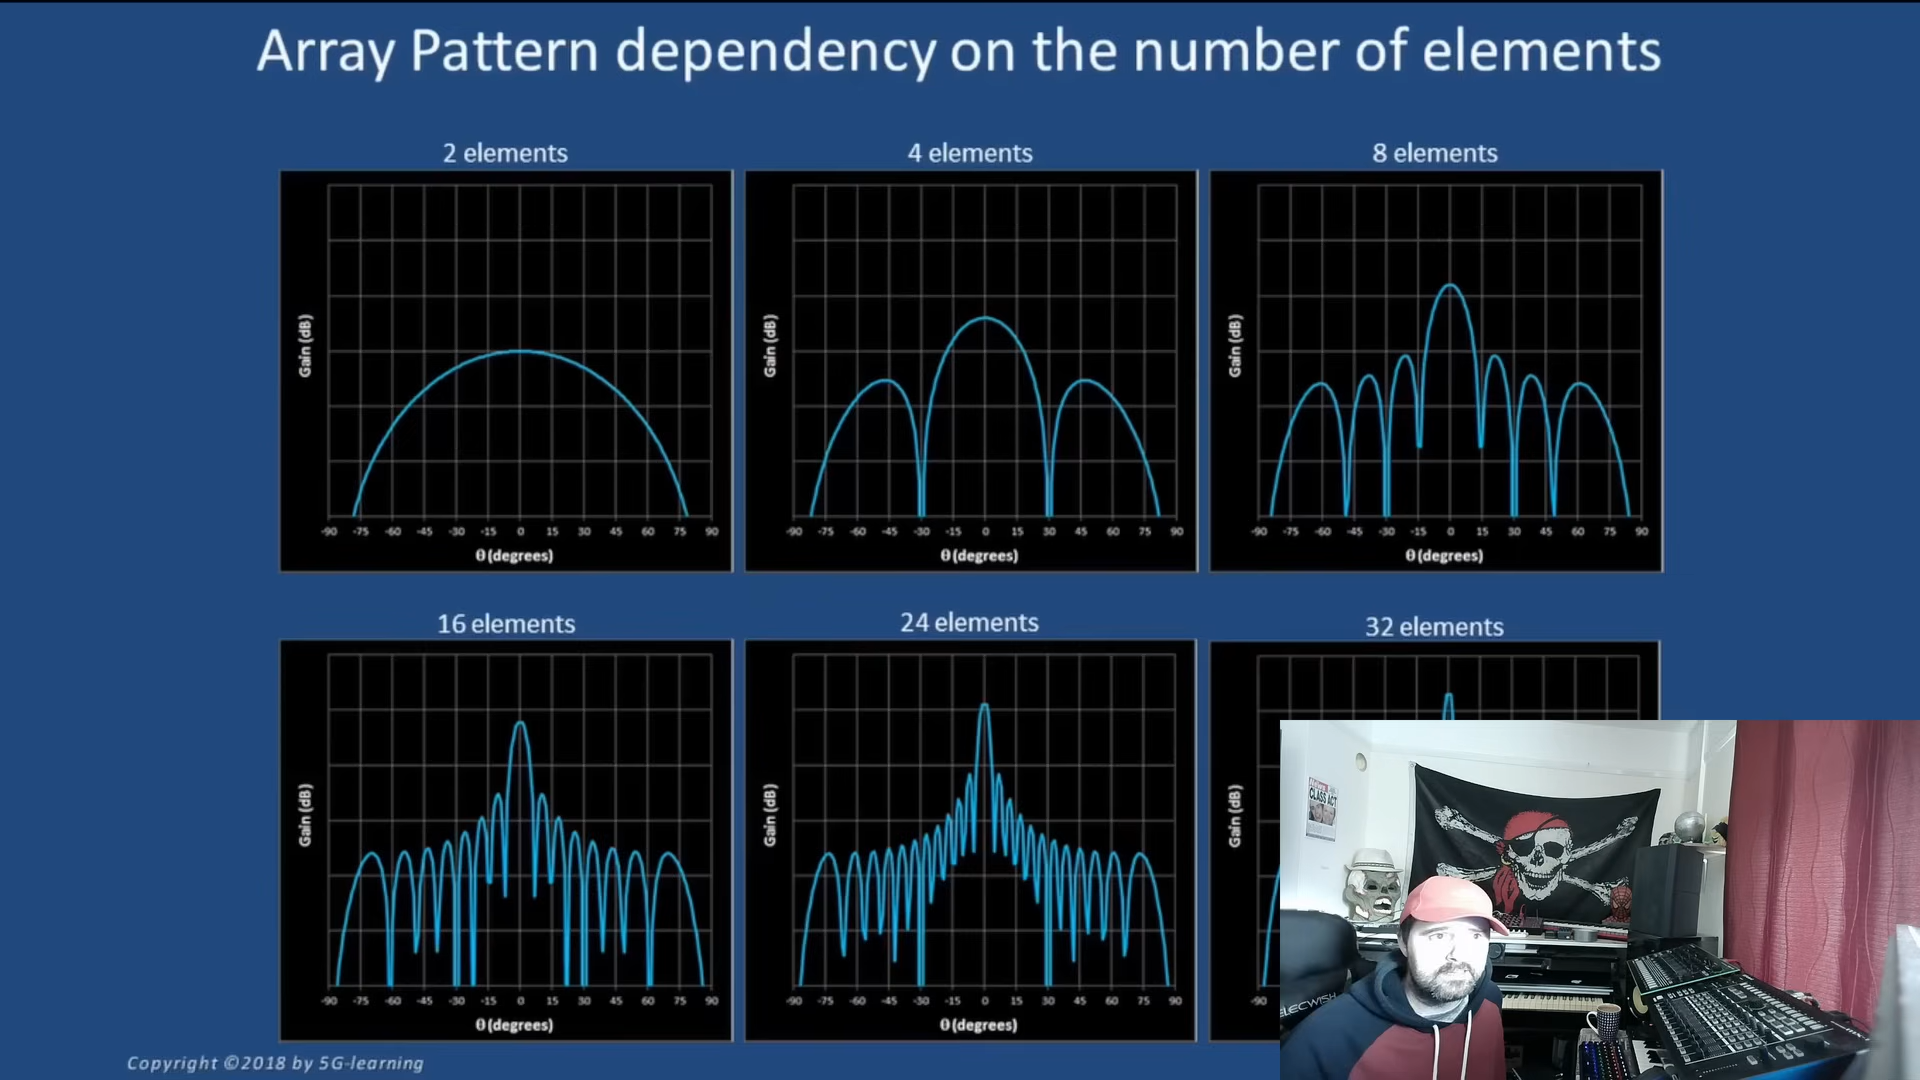 Array Pattern dependency on the number of elements
2 elements
4 elements
8 elements
Gain (dB)
-90 -75 -60 -45 -30 -15 0 15 30 45 60 75 90
θ (degrees)
Gain (dB)
-90 -75 -60 -45 -30 -15 0 15 30 45 60 75 90
θ (degrees)
Gain (dB)
-90 -75 -60 -45 -30 -15 0 15 30 45 60 75 90
θ (degrees)
16 elements
24 elements
32 elements
Gain (dB)
-90 -75 -60 -45 -30 -15 0 15 30 45 60 75 90
θ (degrees)
Gain (dB)
-90 -75 -60 -45 -30 -15 0 15 30 45 60 75 90
θ (degrees)
Gain (dB)
-90
CLASS ACT
ELECWISH
Copyright ©2018 by 5G-learning